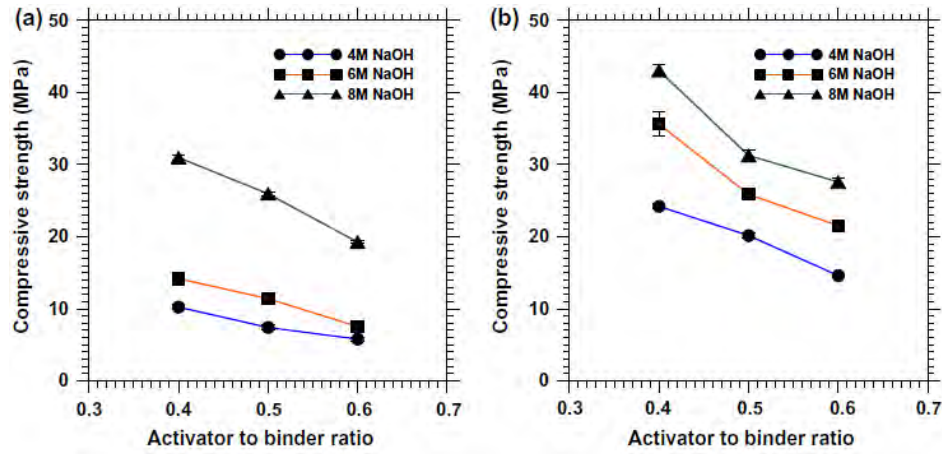 (a)
50
40
30
20
10
0
Compressive strength (MPa)
4M NaOH
6M NaOH
8M NaOH
0.3 0.4 0.5 0.6 0.7
Activator to binder ratio
(b)
50
40
30
20
10
0
Compressive strength (MPa)
4M NaOH
6M NaOH
8M NaOH
0.3 0.4 0.5 0.6 0.7
Activator to binder ratio